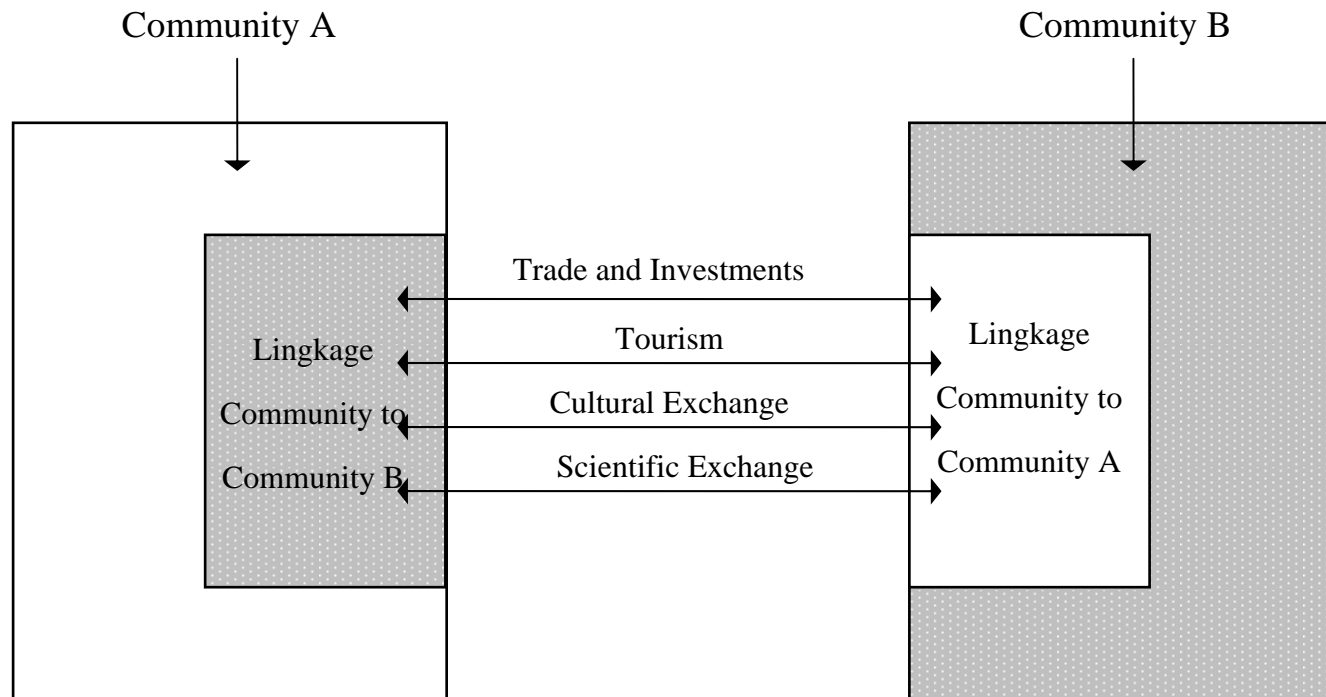 Community A
Community B
Trade and Investments
Tourism
Cultural Exchange
Scientific Exchange
Lingkage
Community to
Community B
Lingkage
Community to
Community A